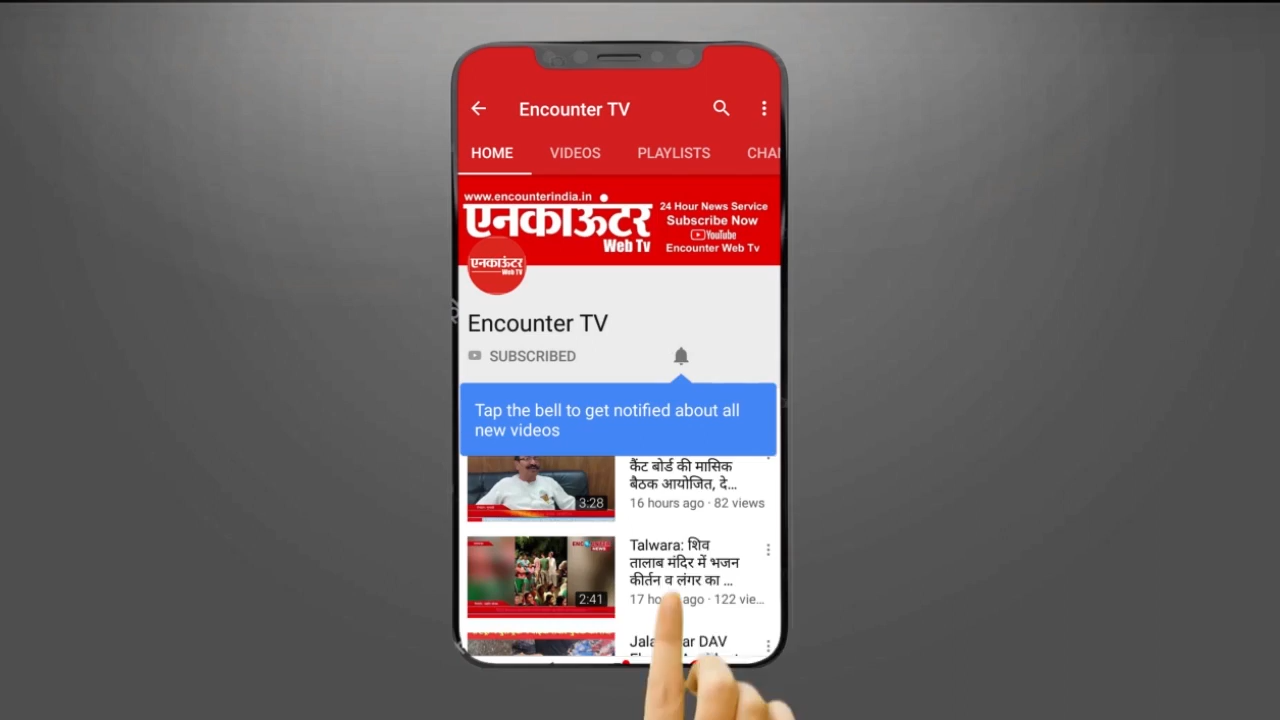 Encounter TV
HOME VIDEOS PLAYLISTS CHA
www.encounterindia.in
एनकाऊंटर
Web Tv
24 Hour News Service
Subscribe Now
YouTube
Encounter Web Tv
एनकाऊंटर
Web TV
Encounter TV
SUBSCRIBED
Tap the bell to get notified about all
new videos
3:28
कैंट बोर्ड की मासिक
बैठक आयोजित, दे...
16 hours ago · 82 views
2:41
Talwara: शिव
तालाब मंदिर में भजन
कीर्तन व लंगर का ...
17 ago · 122 vie...
DAV